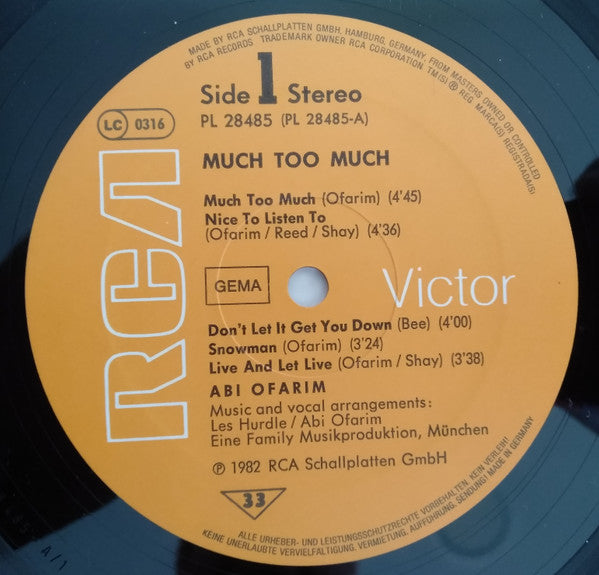 MADE BY RCA SCHALLPLATTEN GMBH, HAMBURG, GERMANY, FROM MASTERS OWNED OR CONTROLLED
BY RCA RECORDS TRADEMARK OWNER RCA CORPORATION TM(S) ® REG MARCA(S) REGISTRADA(S)
Side 1 Stereo
PL 28485 (PL 28485-A)
LC 0316
MUCH TOO MUCH
Much Too Much (Ofarim) (4'45)
Nice To Listen To
(Ofarim / Reed / Shay) (4'36)
RCA
GEMA
Victor
Don't Let It Get You Down (Bee) (4'00)
Snowman (Ofarim) (3'24)
Live And Let Live (Ofarim / Shay) (3'38)
ABI OFARIM
Music and vocal arrangements:
Les Hurdle / Abi Ofarim
Eine Family Musikproduktion, München
℗ 1982 RCA Schallplatten GmbH
33
ALLE URHEBER- UND LEISTUNGSSCHUTZRECHTE VORBEHALTEN. KEIN VERLEIH!
KEINE UNERLAUBTE VERVIELFÄLTIGUNG, VERMIETUNG, AUFFÜHRUNG, SENDUNG! MADE IN GERMANY
A/1